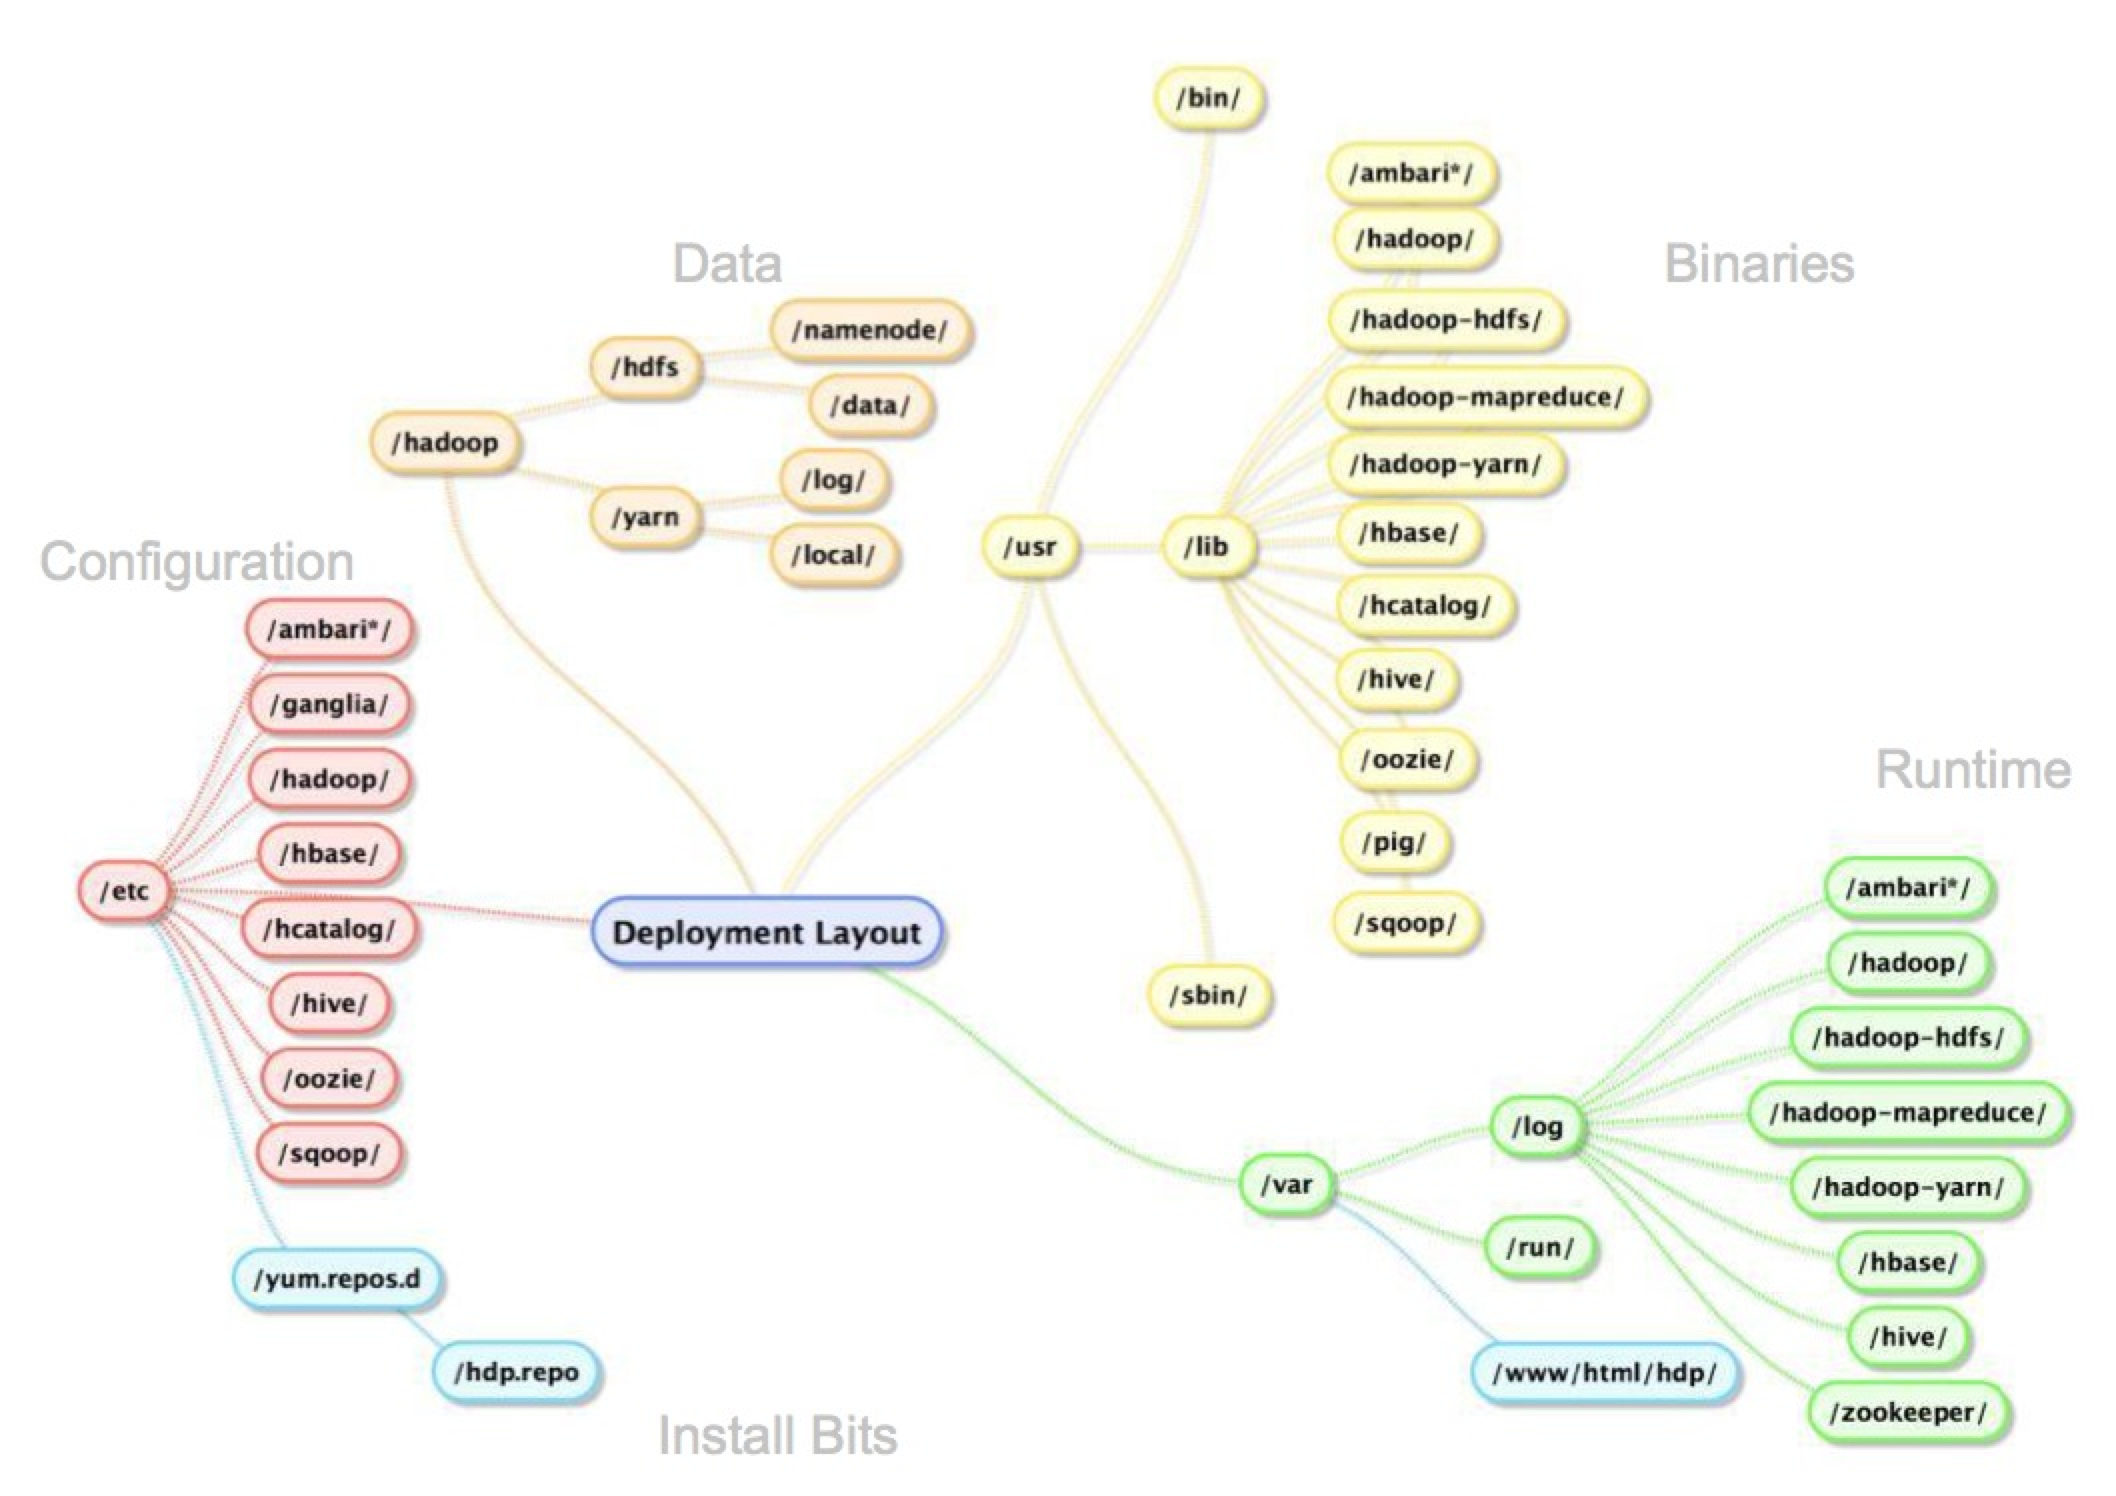 /bin/
/ambari*/
/hadoop/
Data
Binaries
/hadoop-hdfs/
/namenode/
/hdfs
/data/
/hadoop-mapreduce/
/hadoop
/hadoop-yarn/
/log/
/yarn
/hbase/
/usr
/lib
/local/
Configuration
/hcatalog/
/ambari*/
/hive/
/ganglia/
/oozie/
Runtime
/hadoop/
/pig/
/hbase/
/etc
/ambari*/
/sqoop/
/hcatalog/
Deployment Layout
/hadoop/
/sbin/
/hive/
/hadoop-hdfs/
/oozie/
/hadoop-mapreduce/
/log
/sqoop/
/var
/hadoop-yarn/
/run/
/hbase/
/yum.repos.d
/hive/
/hdp.repo
/www/html/hdp/
/zookeeper/
Install Bits